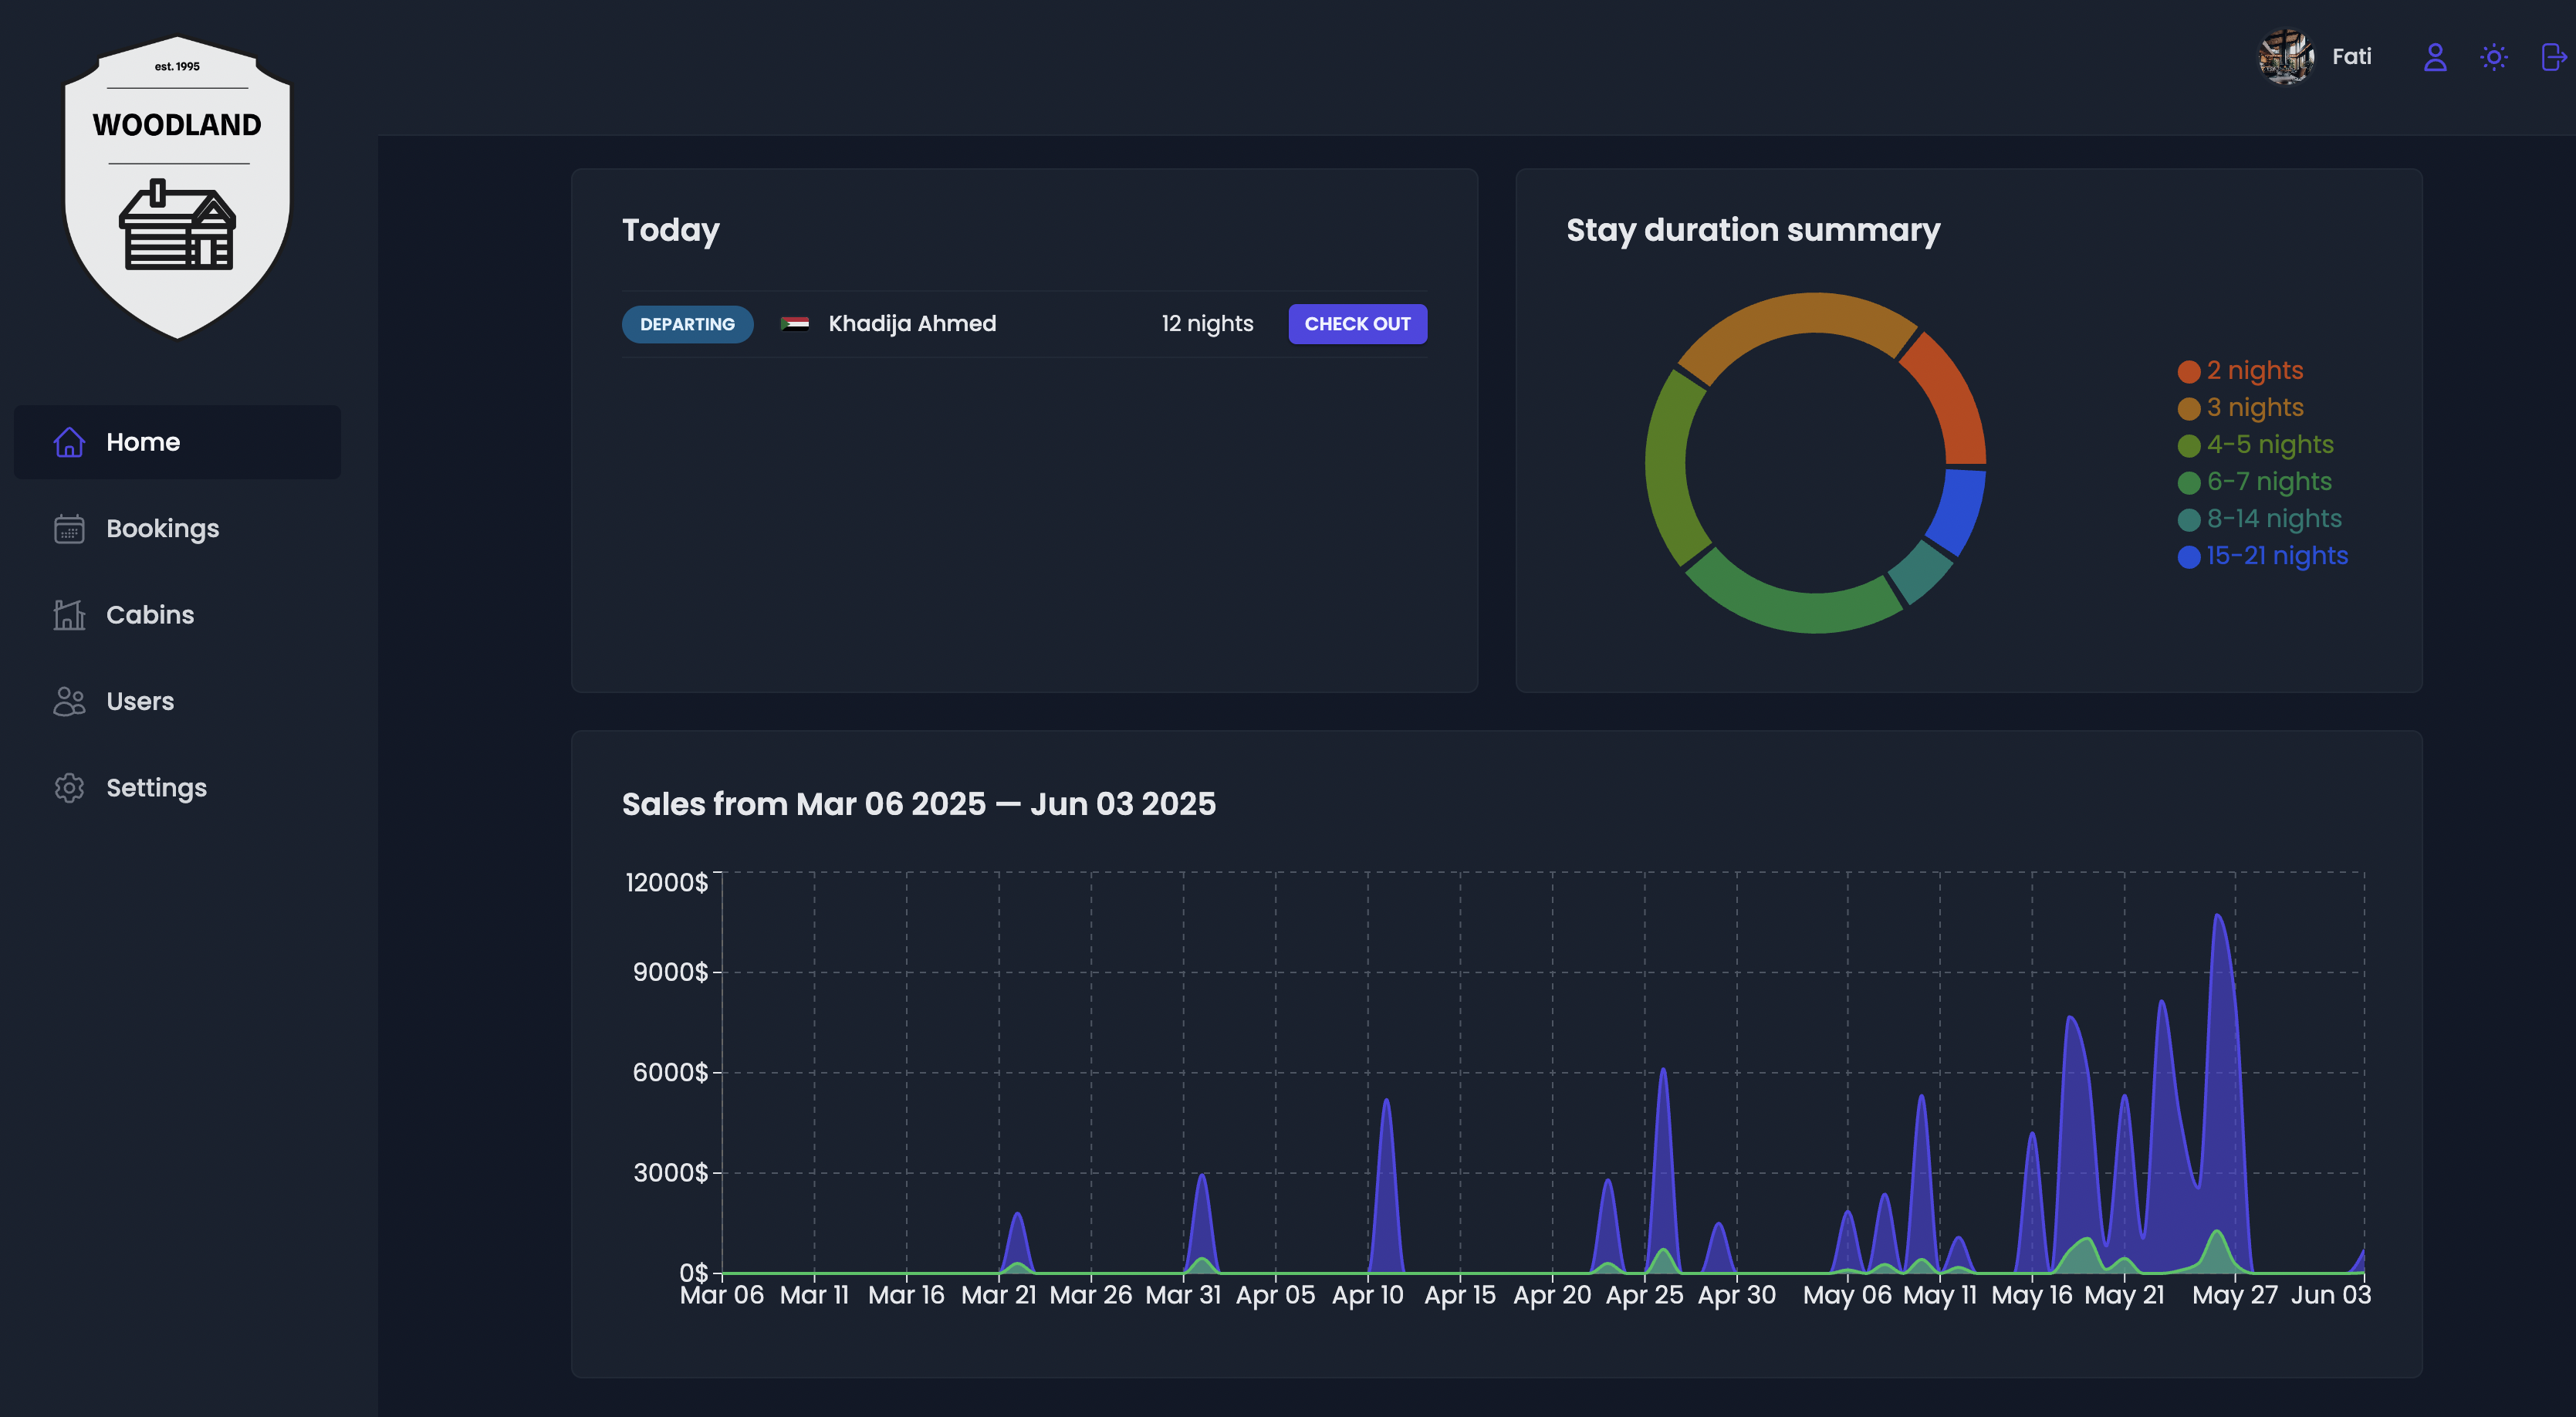 est. 1995
WOODLAND
Fati
Home
Bookings
Cabins
Users
Settings
Today
DEPARTING Khadija Ahmed 12 nights CHECK OUT
Stay duration summary
2 nights
3 nights
4-5 nights
6-7 nights
8-14 nights
15-21 nights
Sales from Mar 06 2025 — Jun 03 2025
12000$
9000$
6000$
3000$
0$
Mar 06 Mar 11 Mar 16 Mar 21 Mar 26 Mar 31 Apr 05 Apr 10 Apr 15 Apr 20 Apr 25 Apr 30 May 06 May 11 May 16 May 21 May 27 Jun 03